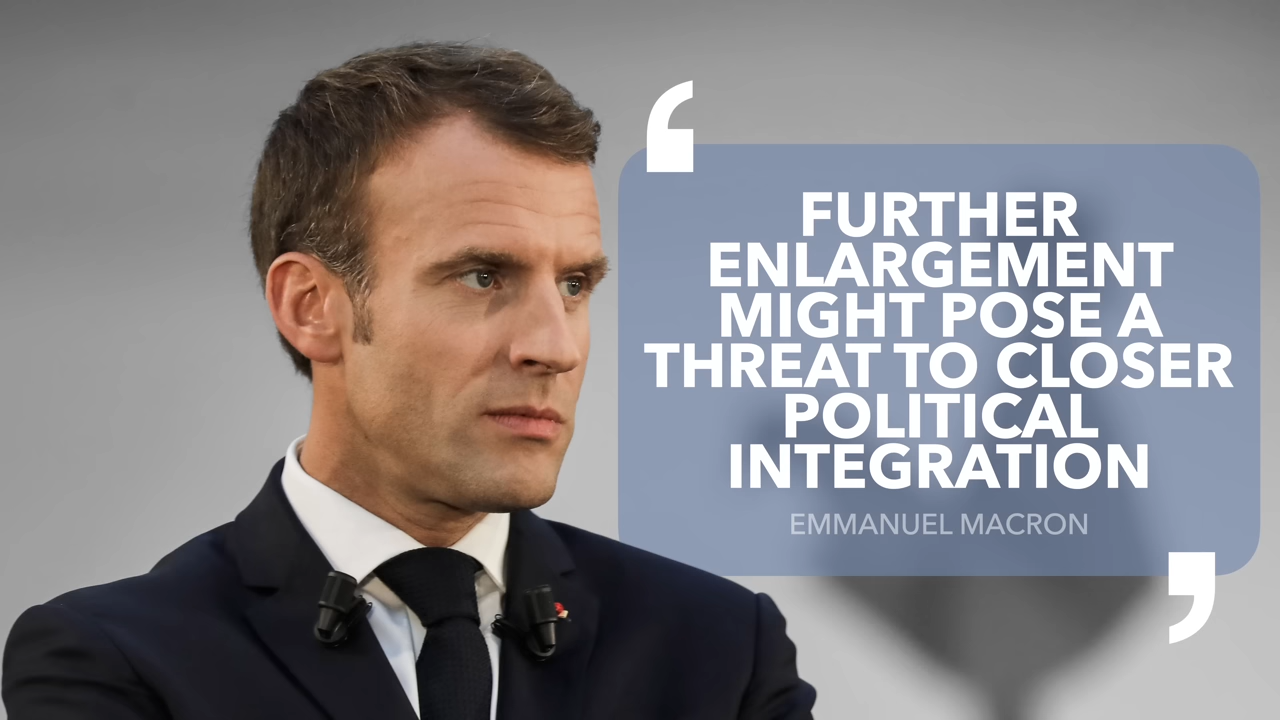 ‘
FURTHER
ENLARGEMENT
MIGHT POSE A
THREAT TO CLOSER
POLITICAL
INTEGRATION
EMMANUEL MACRON
’